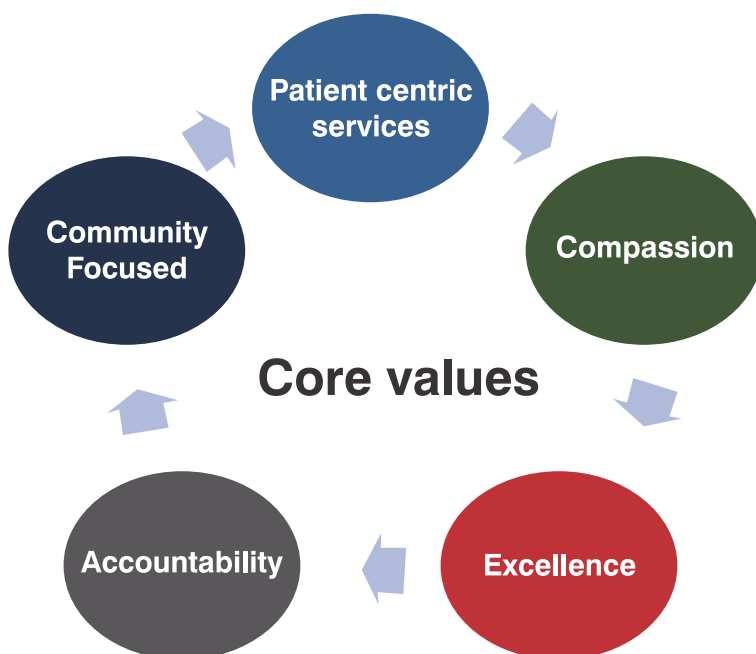 Patient centric
services
Community
Focused
Compassion
Core values
Accountability
Excellence